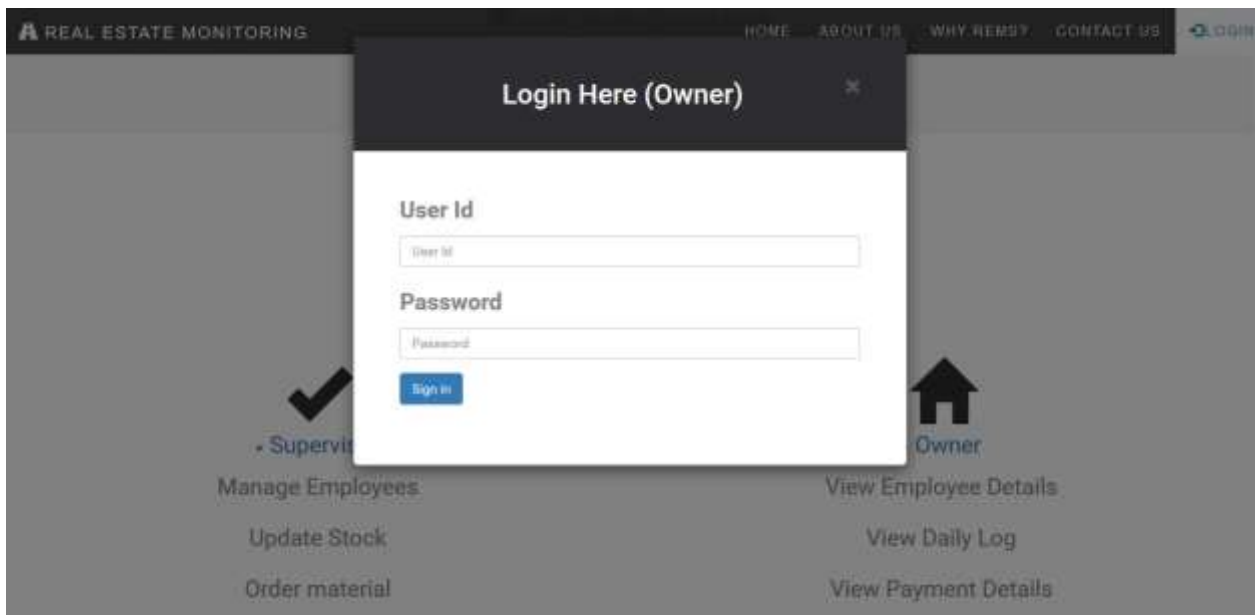 REAL ESTATE MONITORING
HOME ABOUT US WHY REMS? CONTACT US LOGIN
Login Here (Owner) ×
User Id
User Id
Password
Password
Sign in
Owner
Manage Employees
View Employee Details
Update Stock
View Daily Log
Order material
View Payment Details